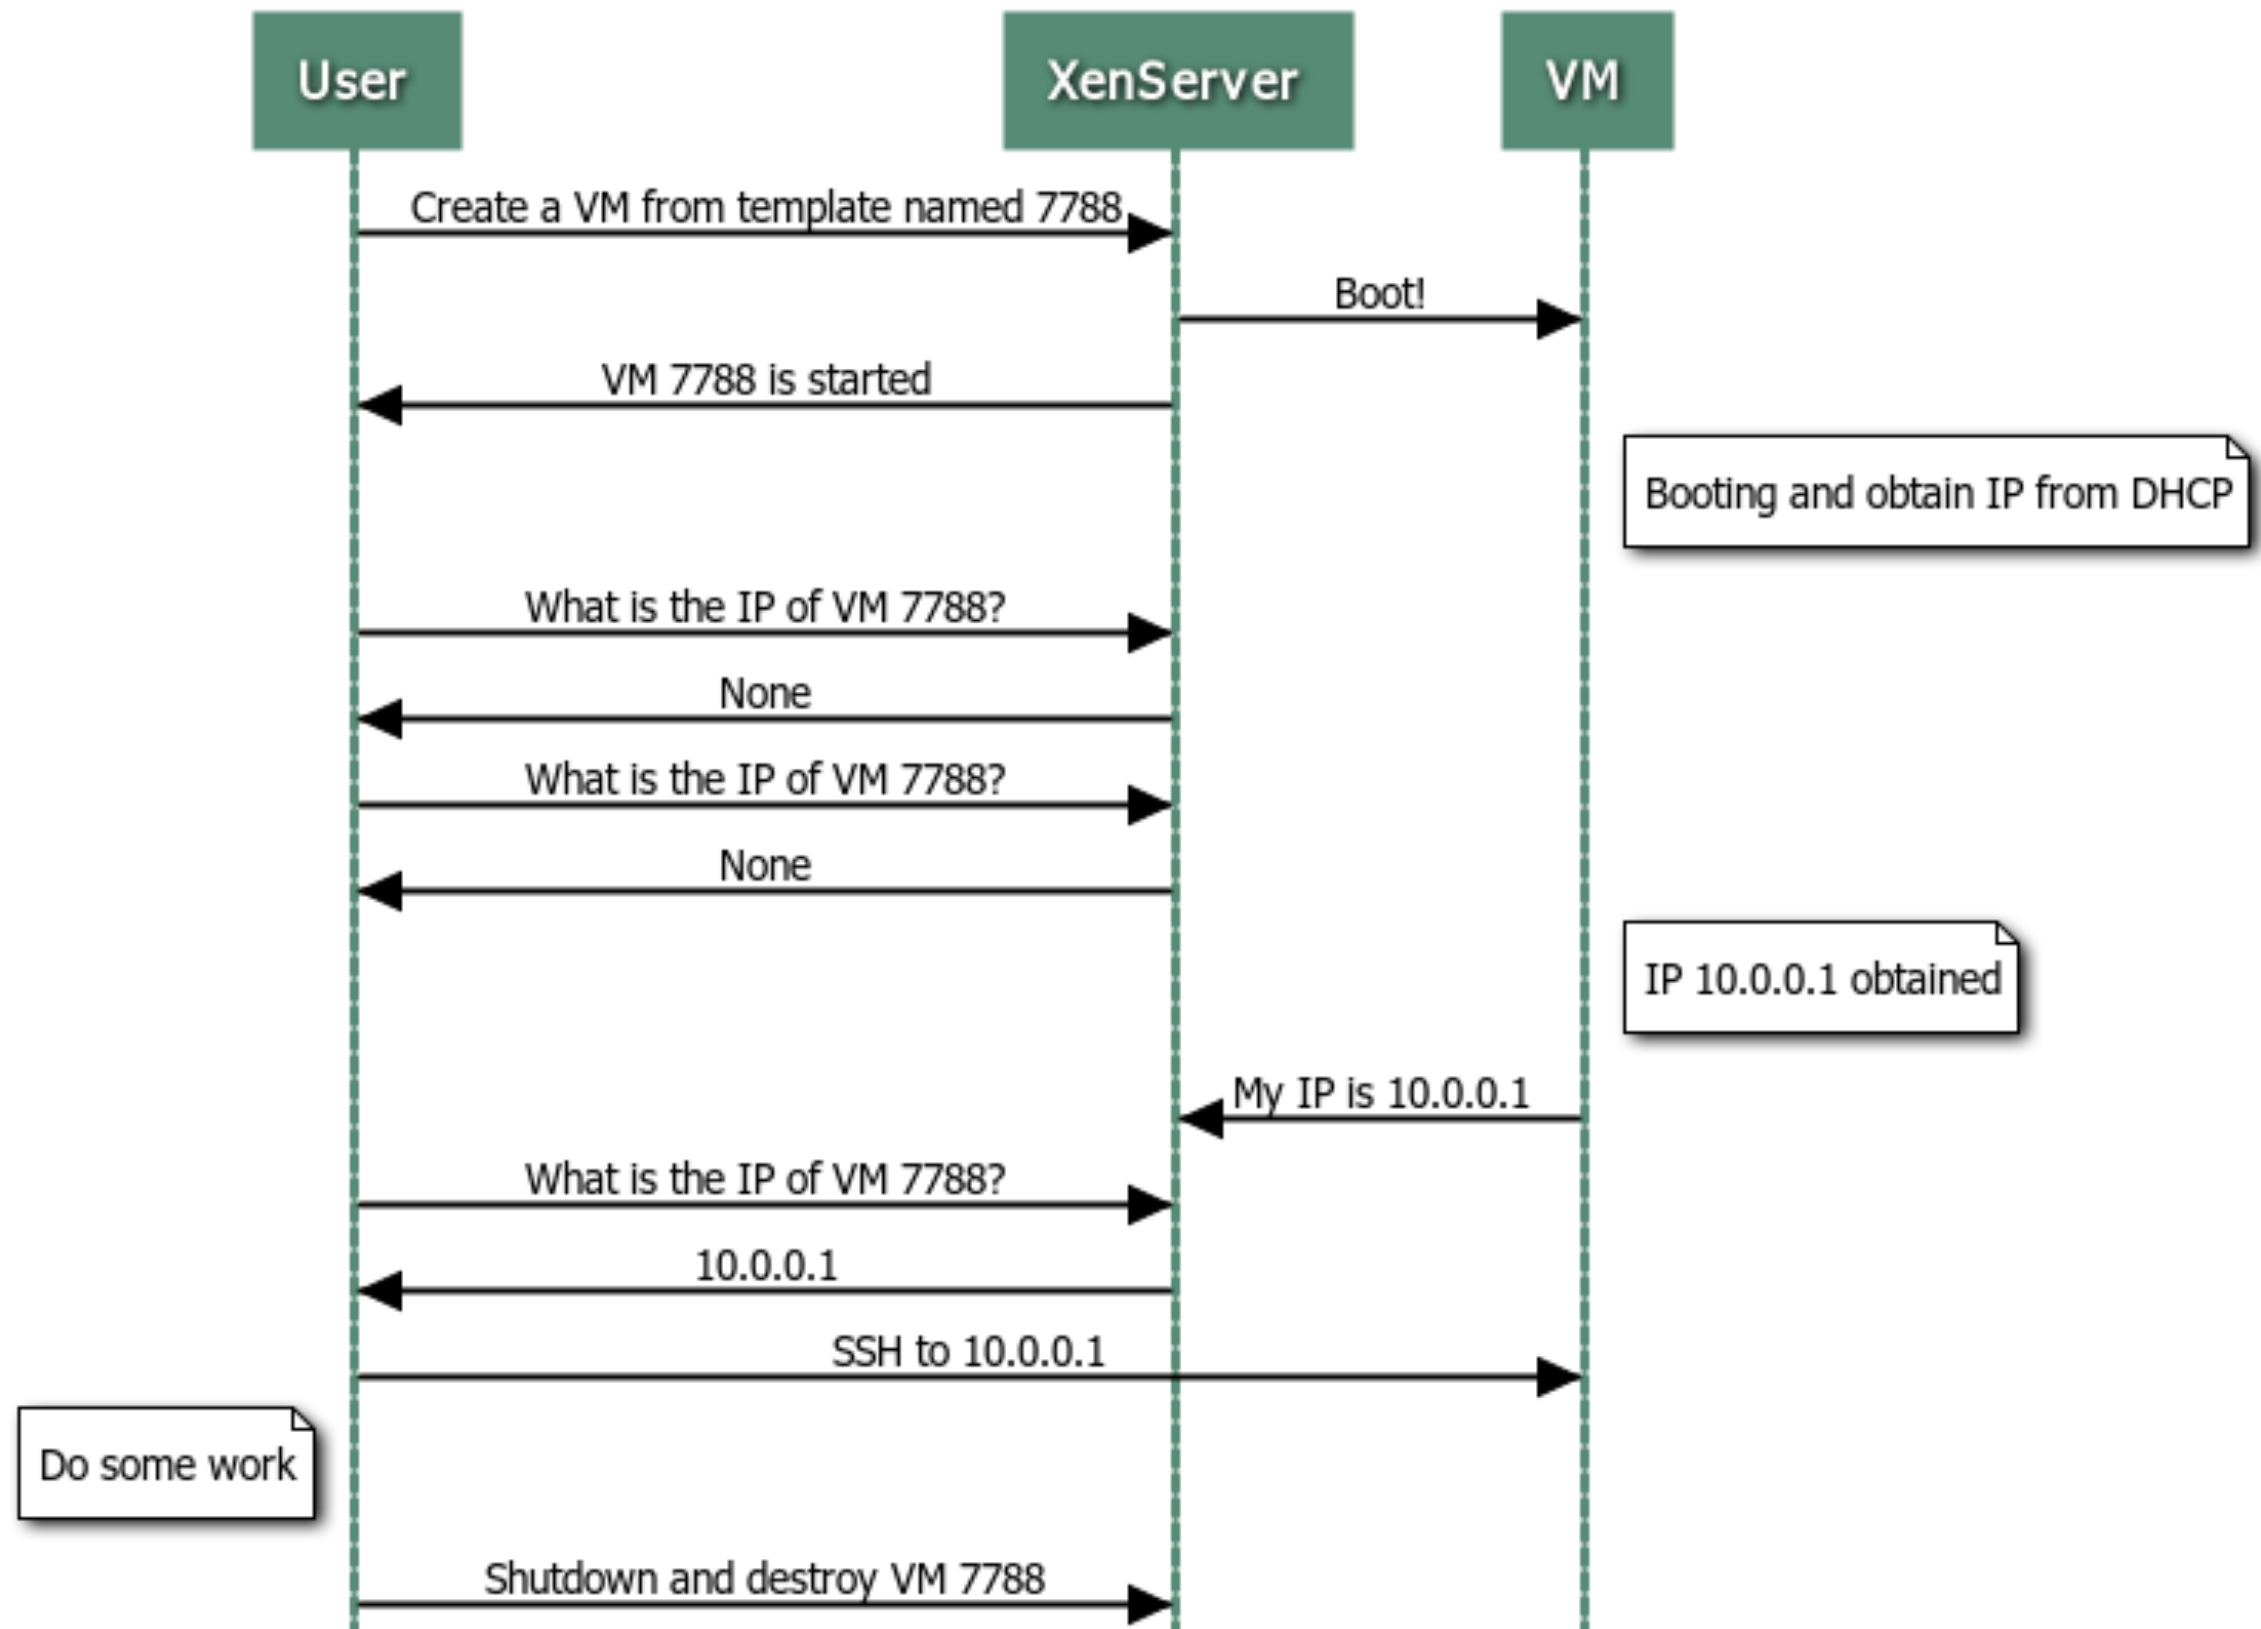 User
XenServer
VM
Create a VM from template named 7788
Boot!
VM 7788 is started
Booting and obtain IP from DHCP
What is the IP of VM 7788?
None
What is the IP of VM 7788?
None
IP 10.0.0.1 obtained
My IP is 10.0.0.1
What is the IP of VM 7788?
10.0.0.1
SSH to 10.0.0.1
Do some work
Shutdown and destroy VM 7788